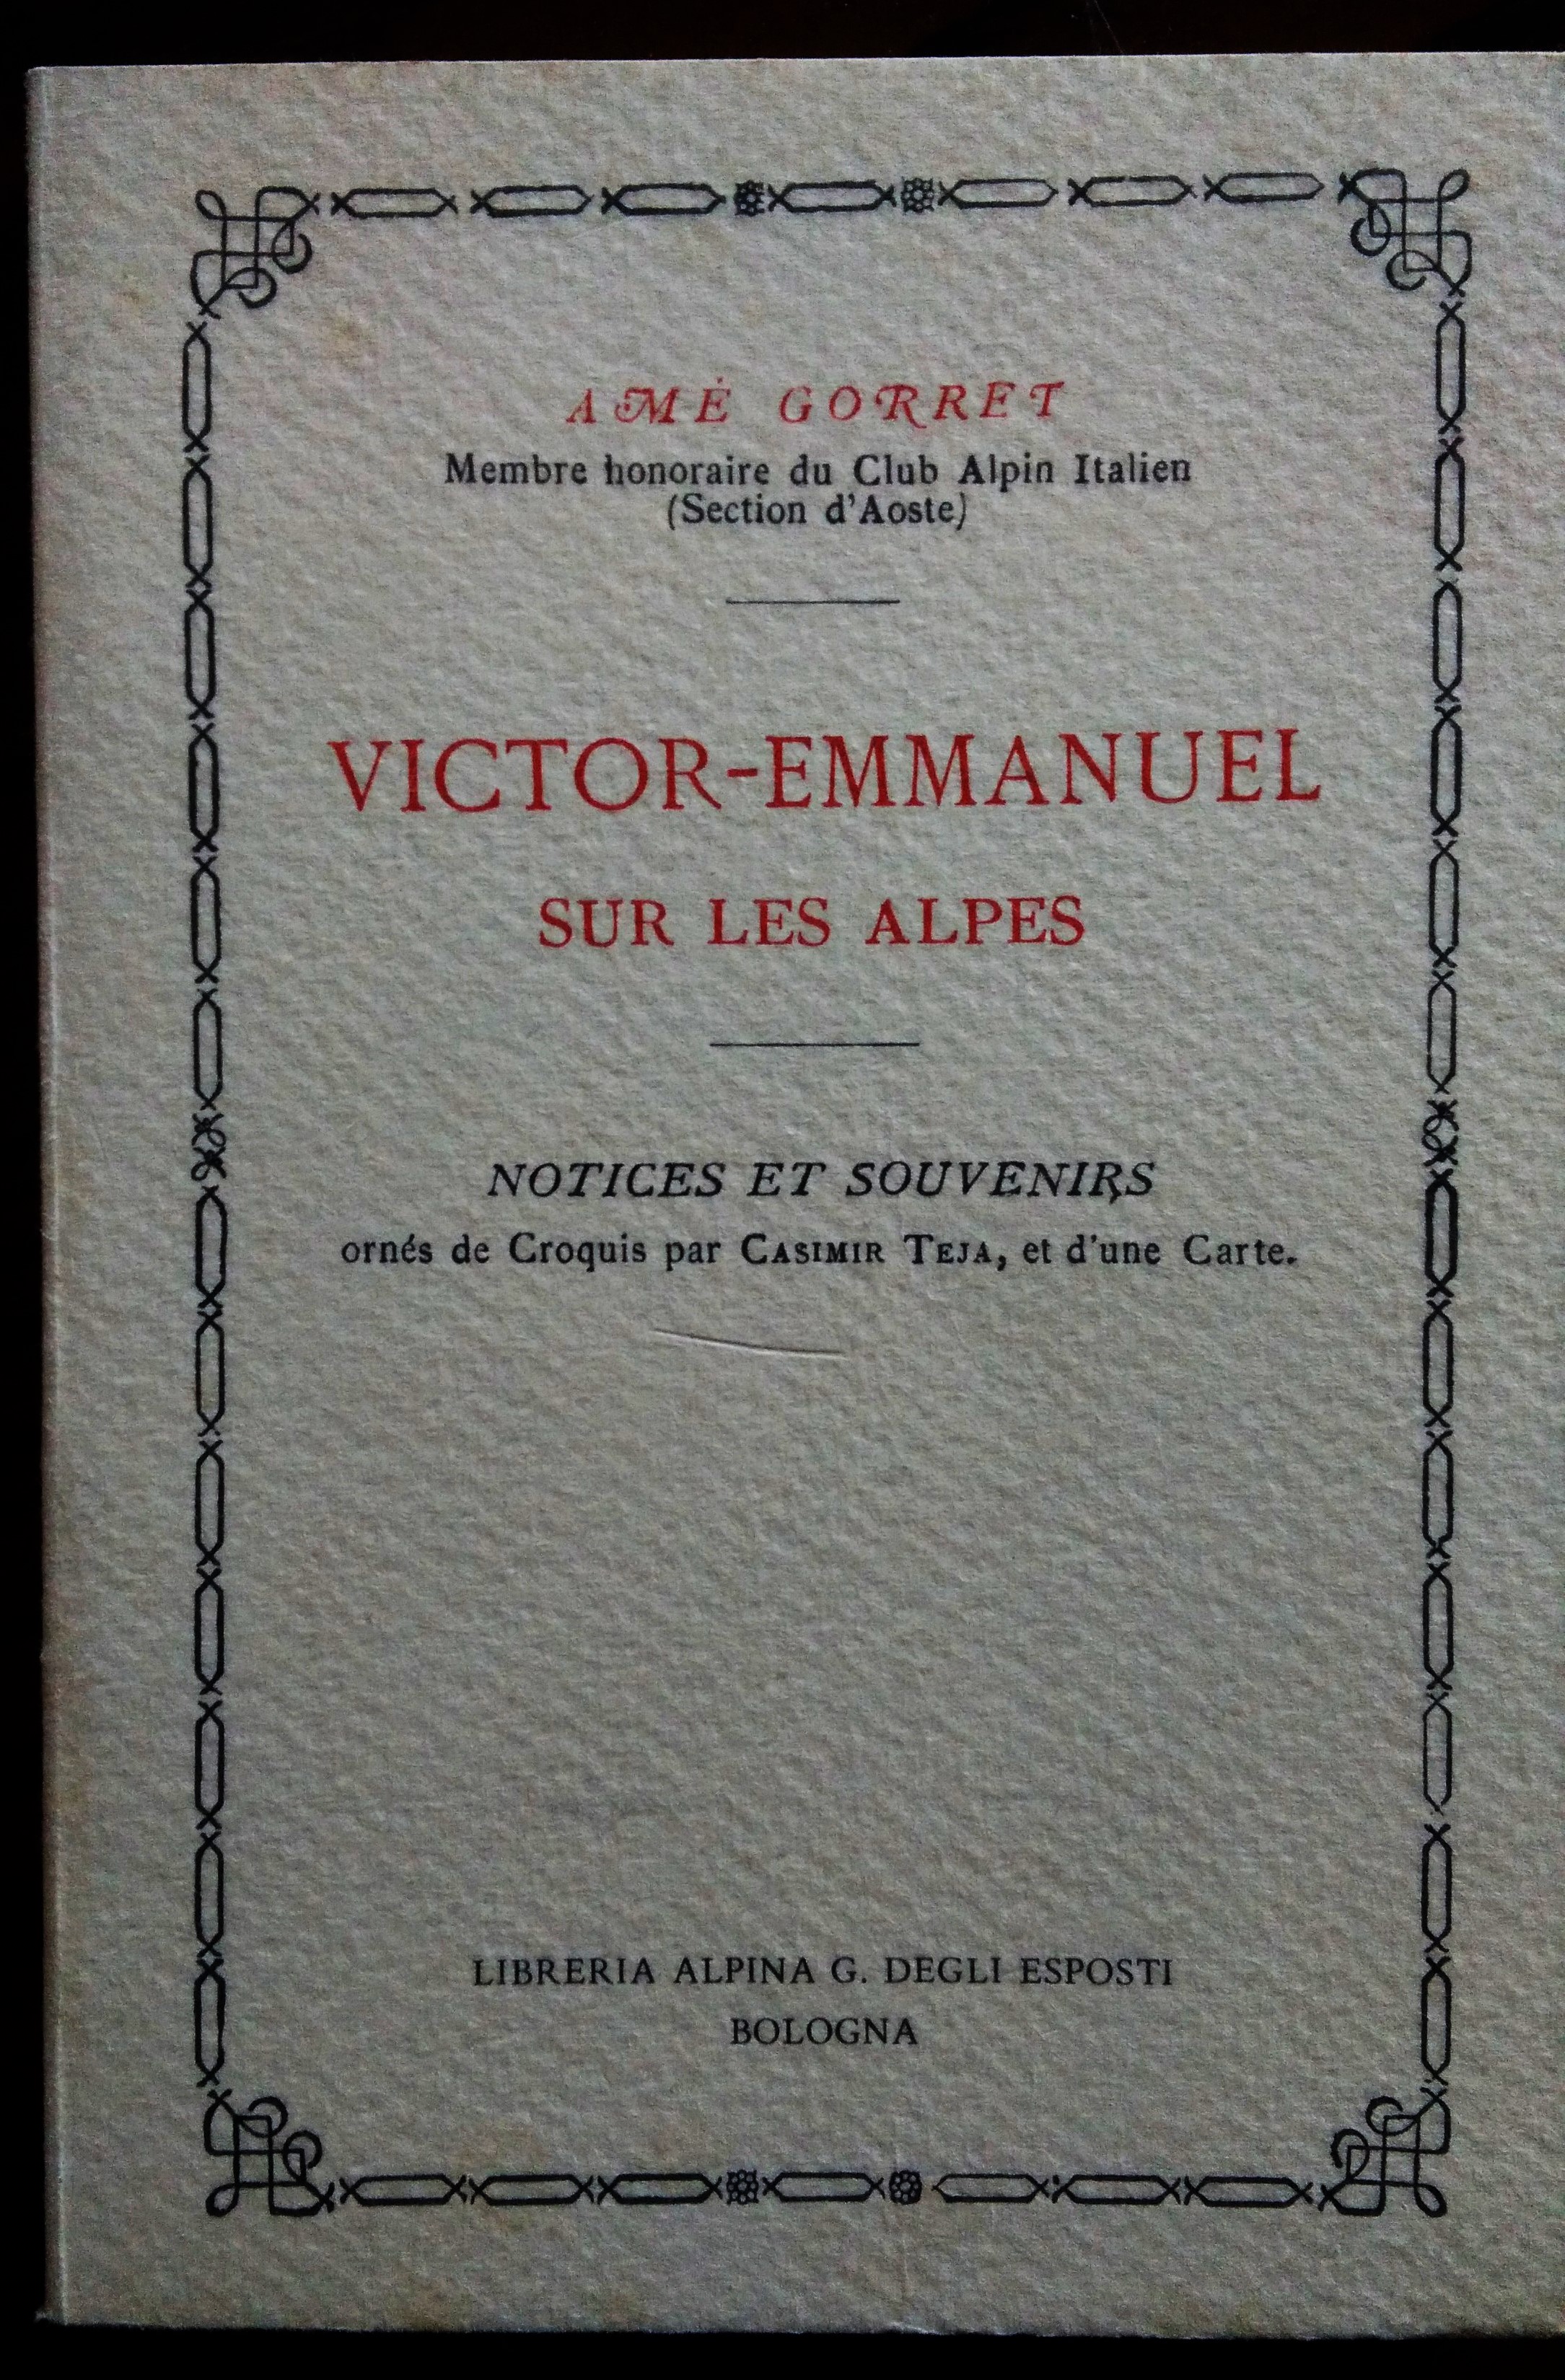 AMÉ GORRET
Membre honoraire du Club Alpin Italien
(Section d'Aoste)
VICTOR-EMMANUEL
SUR LES ALPES
NOTICES ET SOUVENIRS
ornés de Croquis par CASIMIR TEJA, et d'une Carte.
LIBRERIA ALPINA G. DEGLI ESPOSTI
BOLOGNA